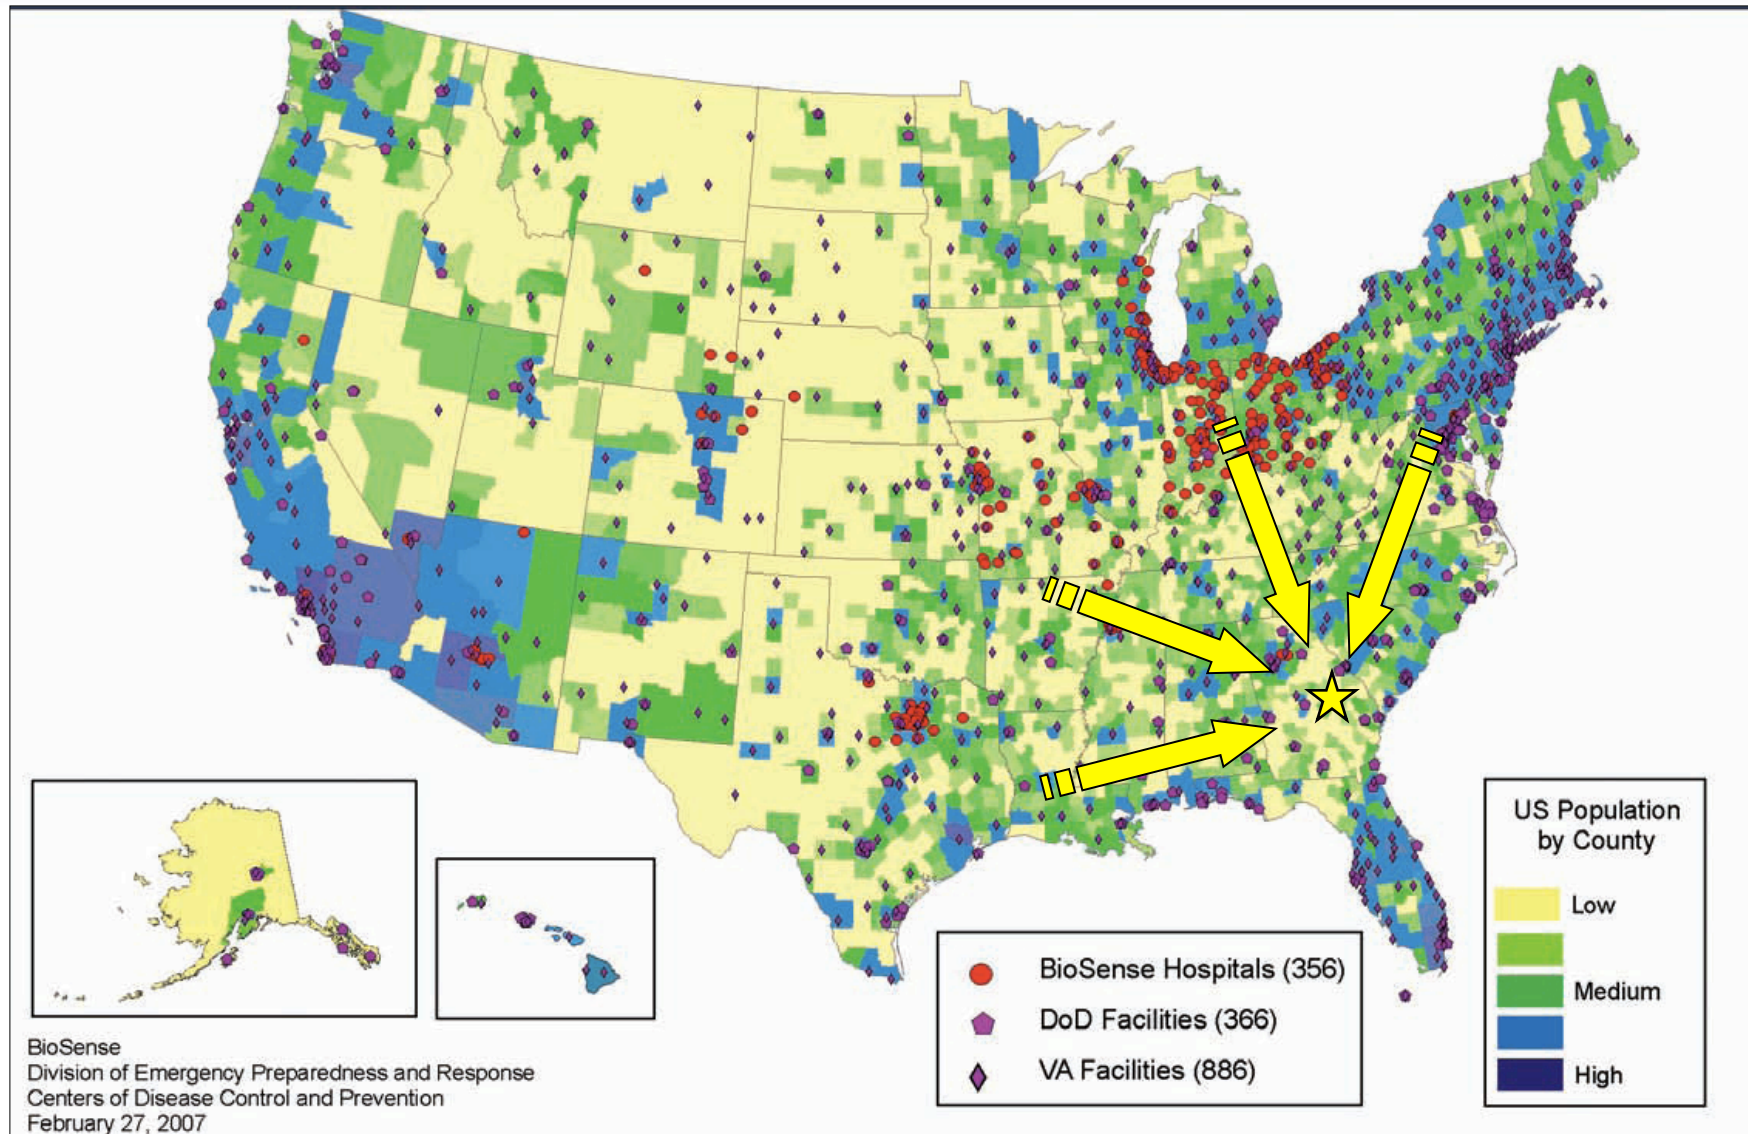 US Population
by County
Low
Medium
High
BioSense Hospitals (356)
DoD Facilities (366)
VA Facilities (886)
BioSense
Division of Emergency Preparedness and Response
Centers of Disease Control and Prevention
February 27, 2007